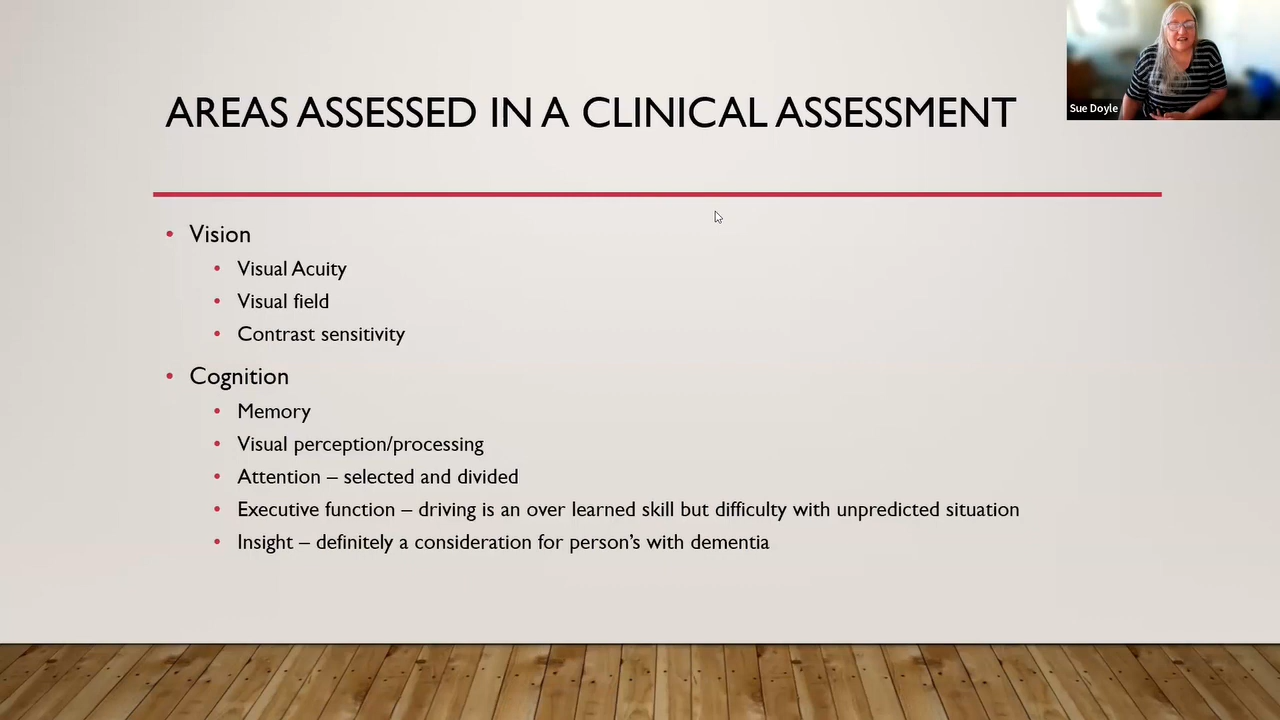 AREAS ASSESSED IN A CLINICAL ASSESSMENT
Sue Doyle
• Vision
• Visual Acuity
• Visual field
• Contrast sensitivity
• Cognition
• Memory
• Visual perception/processing
• Attention – selected and divided
• Executive function – driving is an over learned skill but difficulty with unpredicted situation
• Insight – definitely a consideration for person’s with dementia